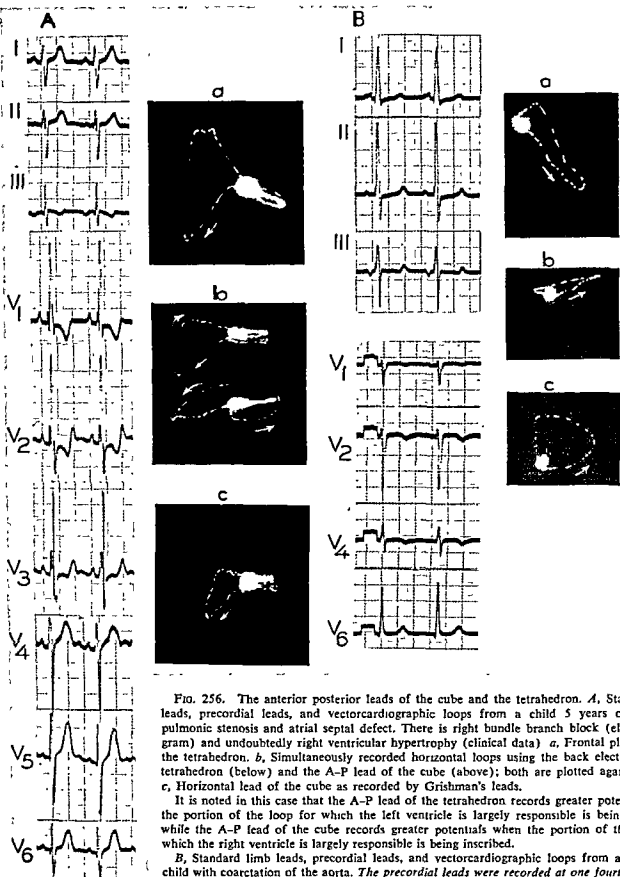 A
B
I
II
III
V1
V2
V3
V4
V5
V6
a
b
c
I
II
III
V1
V2
V4
V6
a
b
c
FIG. 256. The anterior posterior leads of the cube and the tetrahedron. A,
leads, precordial leads, and vectorcardiographic loops from a child 5 years
pulmonic stenosis and atrial septal defect. There is right bundle branch block
gram) and undoubtedly right ventricular hypertrophy (clinical data) a, Frontal
the tetrahedron. b, Simultaneously recorded horizontal loops using the back
tetrahedron (below) and the A-P lead of the cube (above); both are plotted
c, Horizontal lead of the cube as recorded by Grishman's leads.
It is noted in this case that the A-P lead of the tetrahedron records greater
the portion of the loop for which the left ventricle is largely responsible is
while the A-P lead of the cube records greater potentials when the portion of
which the right ventricle is largely responsible is being inscribed.
B, Standard limb leads, precordial leads, and vectorcardiographic loops from
child with coarctation of the aorta. The precordial leads were recorded at one